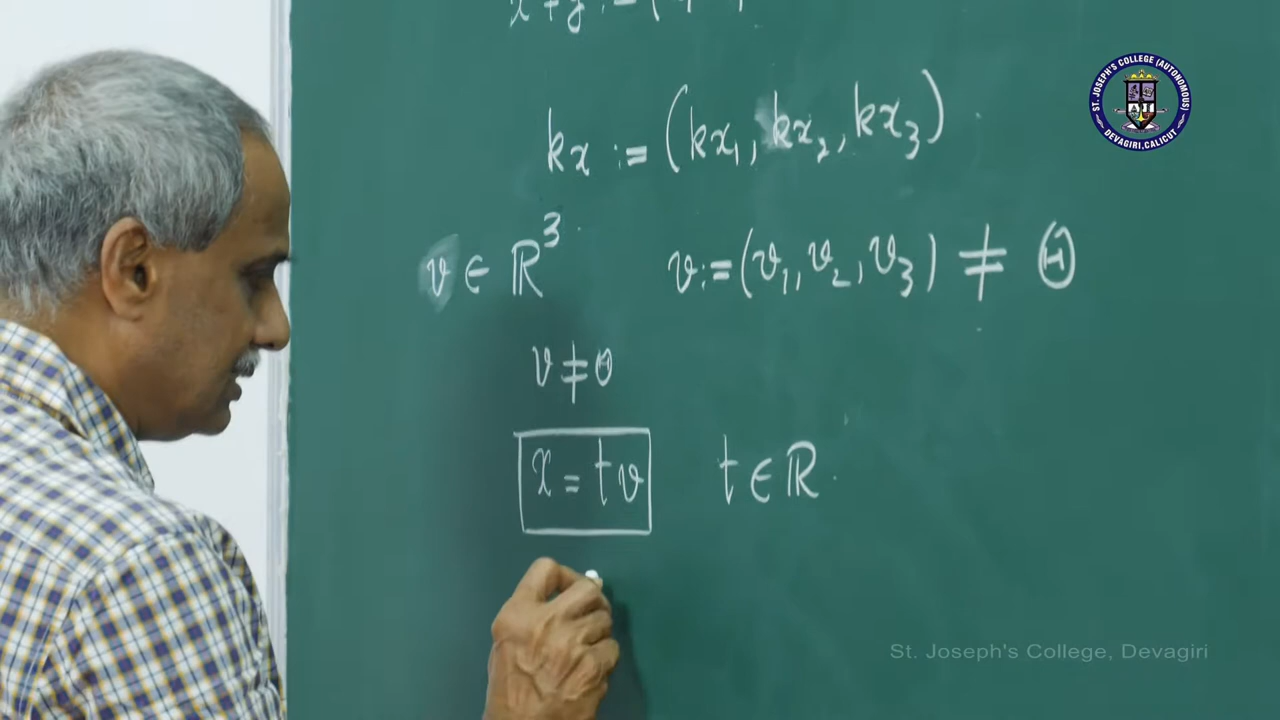 x + y :=
kx := (kx₁, kx₂, kx₃)
v ∈ ℝ³ v := (v₁, v₂, v₃) ≠ Θ
v ≠ θ
x = tv t ∈ ℝ.
ST. JOSEPH'S COLLEGE (AUTONOMOUS)
DEVAGIRI, CALICUT
St. Joseph's College, Devagiri